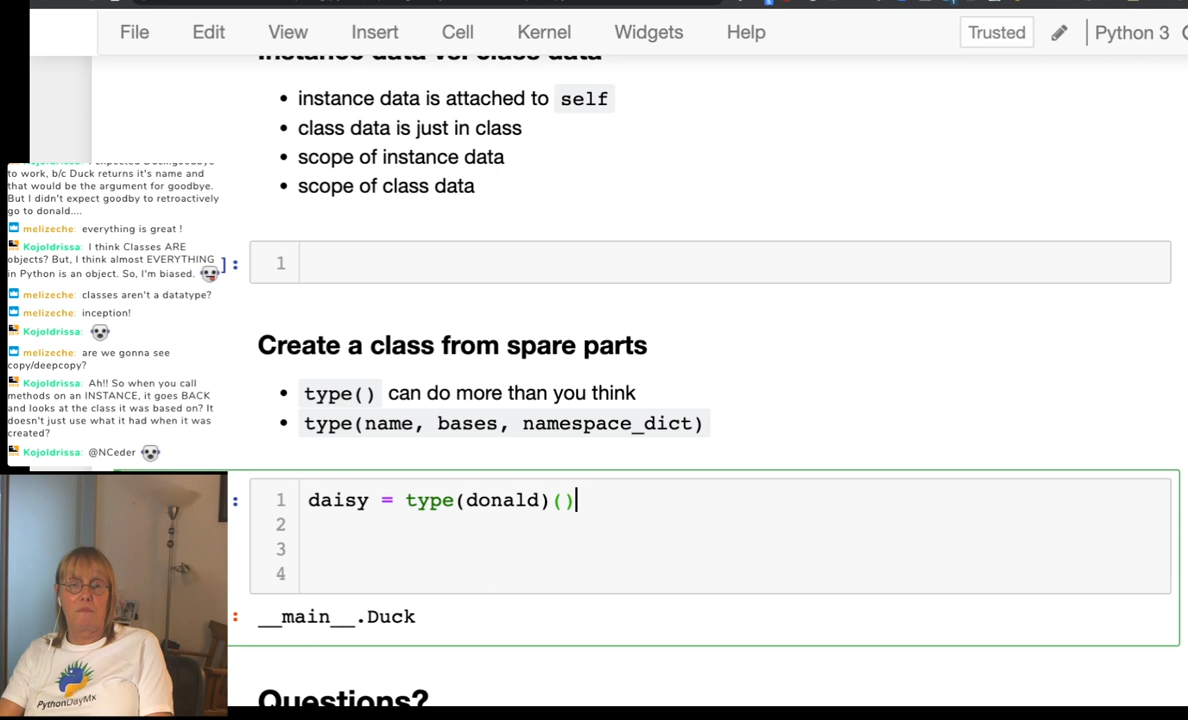 File Edit View Insert Cell Kernel Widgets Help Trusted Python 3
Instance data vs. class data
• instance data is attached to self
• class data is just in class
• scope of instance data
• scope of class data
to work, b/c Duck returns it's name and
that would be the argument for goodbye.
But I didn't expect goodby to retroactively
go to donald....
melizeche: everything is great !
Kojoldrissa: I think Classes ARE
objects? But, I think almost EVERYTHING
in Python is an object. So, I'm biased.
melizeche: classes aren't a datatype?
melizeche: inception!
Kojoldrissa:
melizeche: are we gonna see
copy/deepcopy?
Kojoldrissa: Ah!! So when you call
methods on an INSTANCE, it goes BACK
and looks at the class it was based on? It
doesn't just use what it had when it was
created?
Kojoldrissa: @NCeder
]:
1
Create a class from spare parts
• type() can do more than you think
• type(name, bases, namespace_dict)
:
1 daisy = type(donald)()
2
3
4
: __main__.Duck
Questions?
PythonDayMx